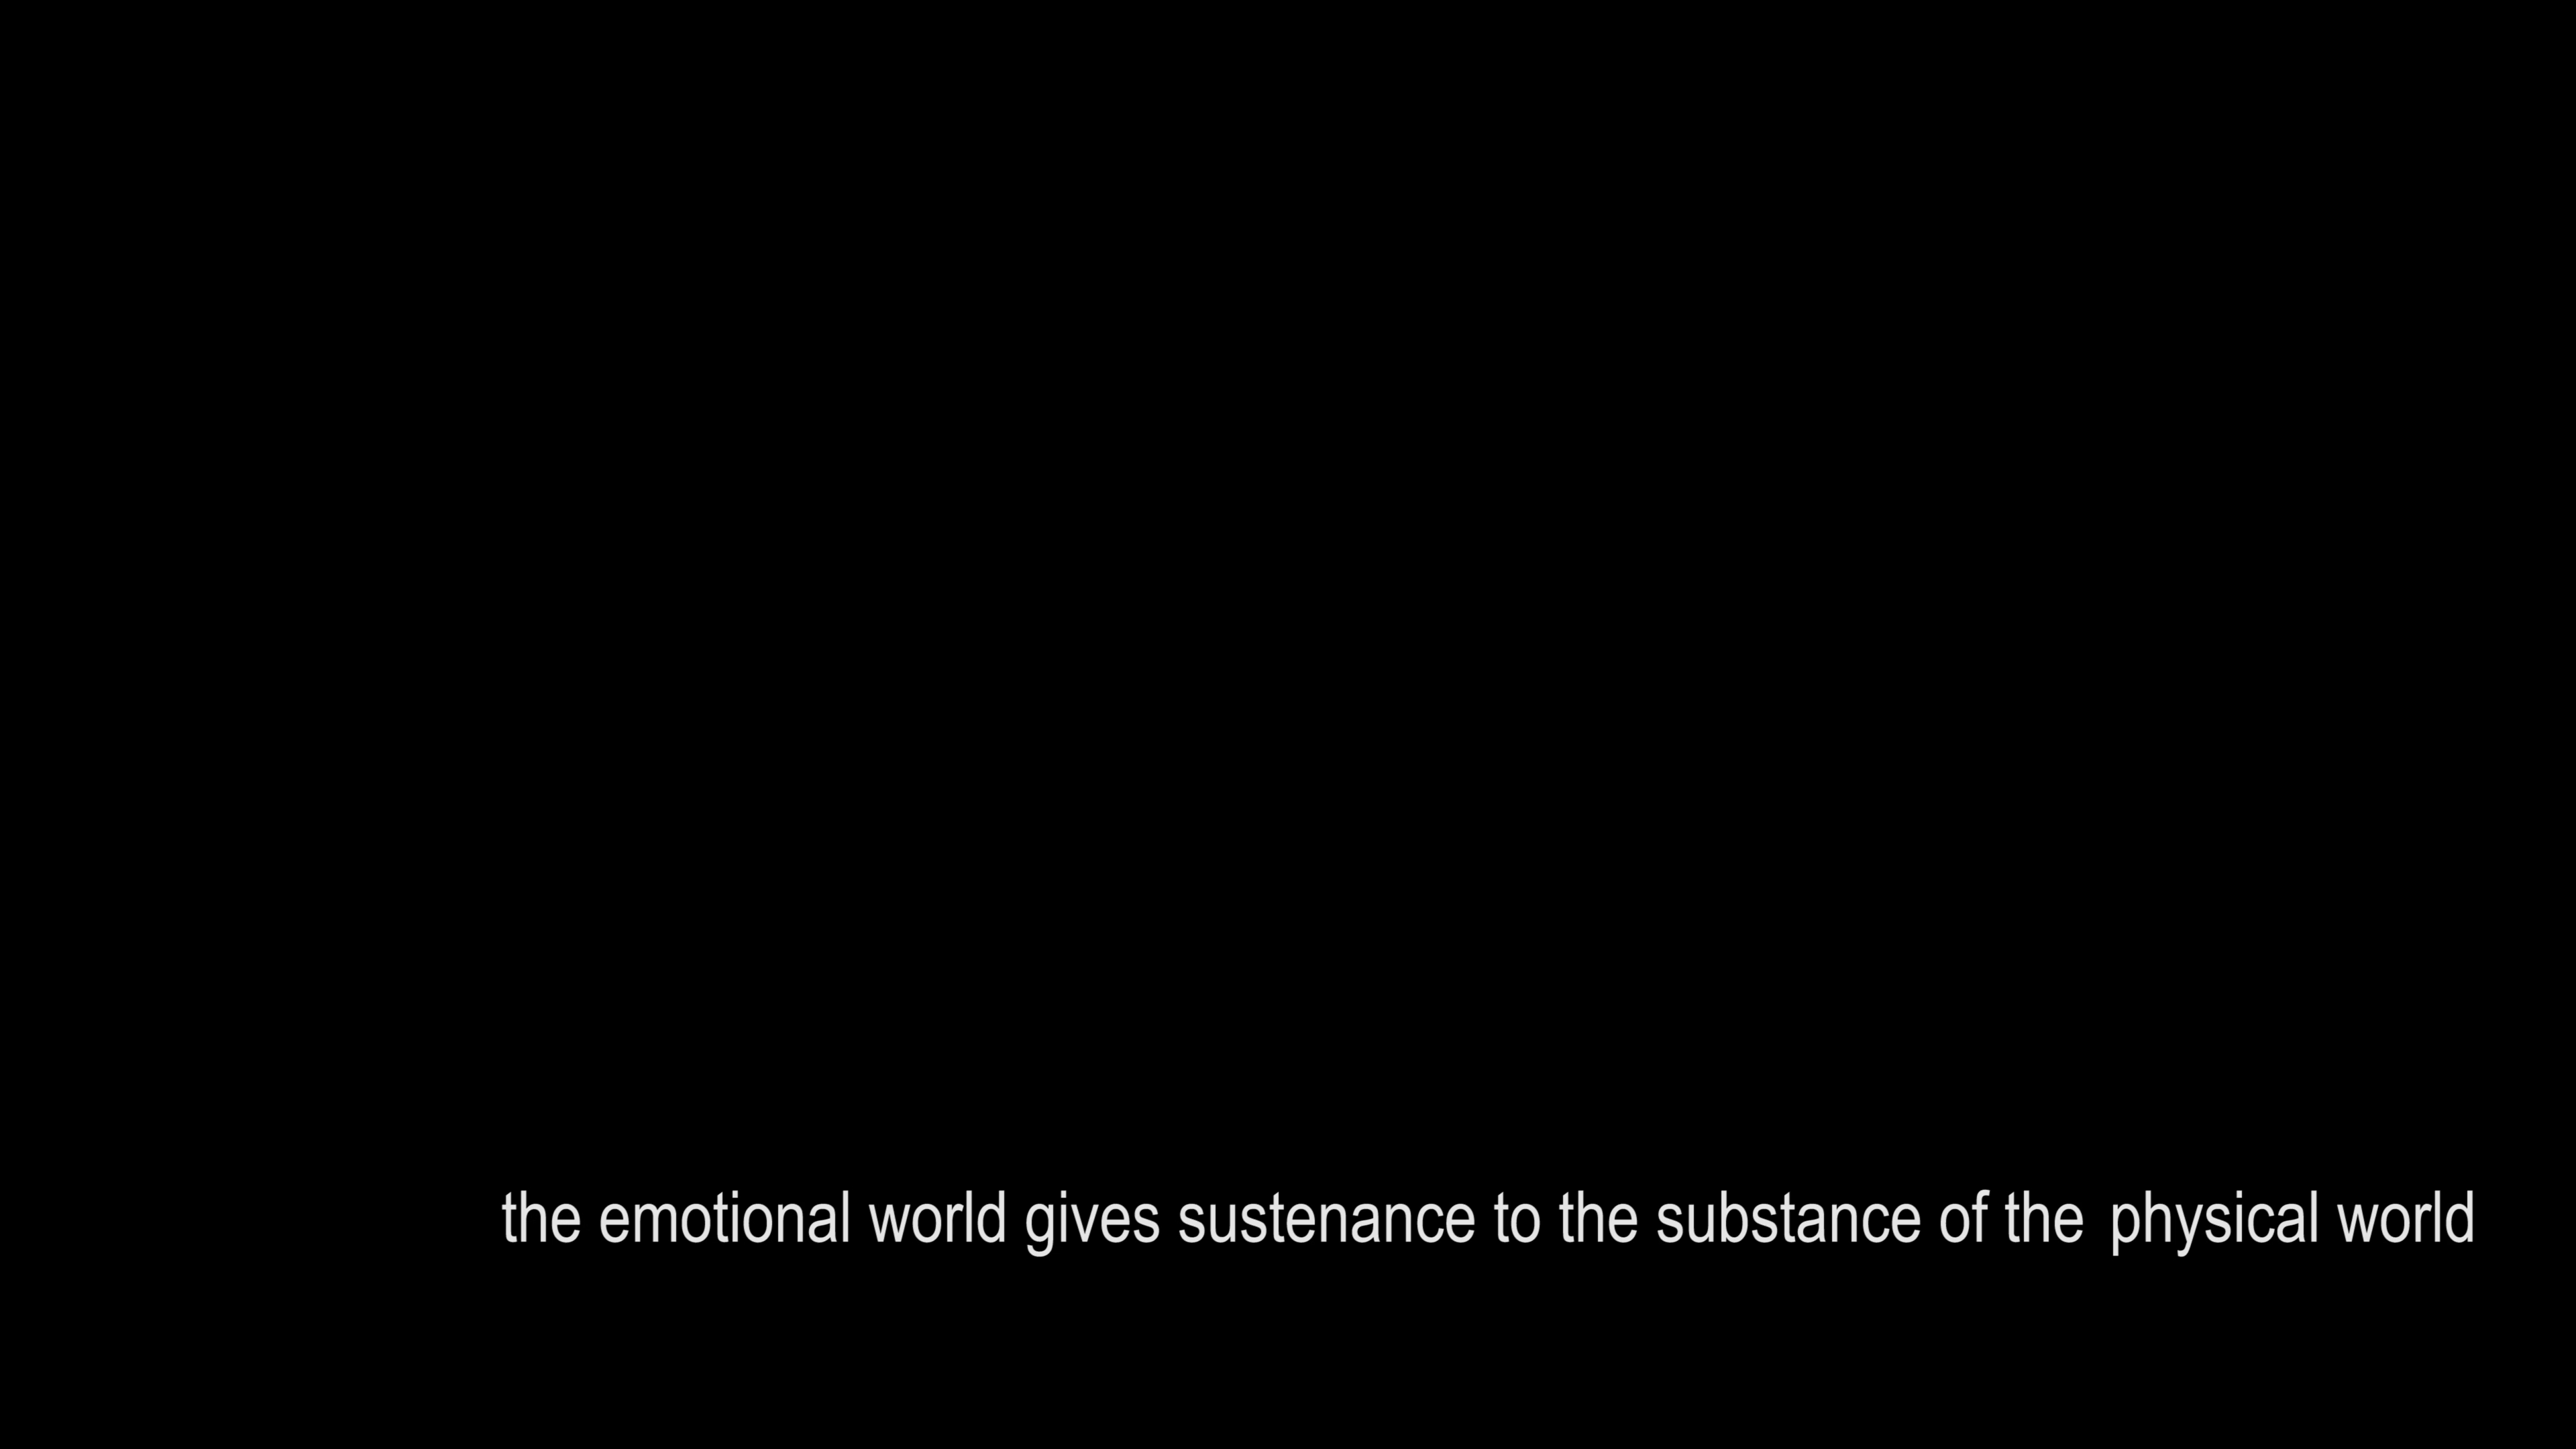 the emotional world gives sustenance to the substance of the physical world